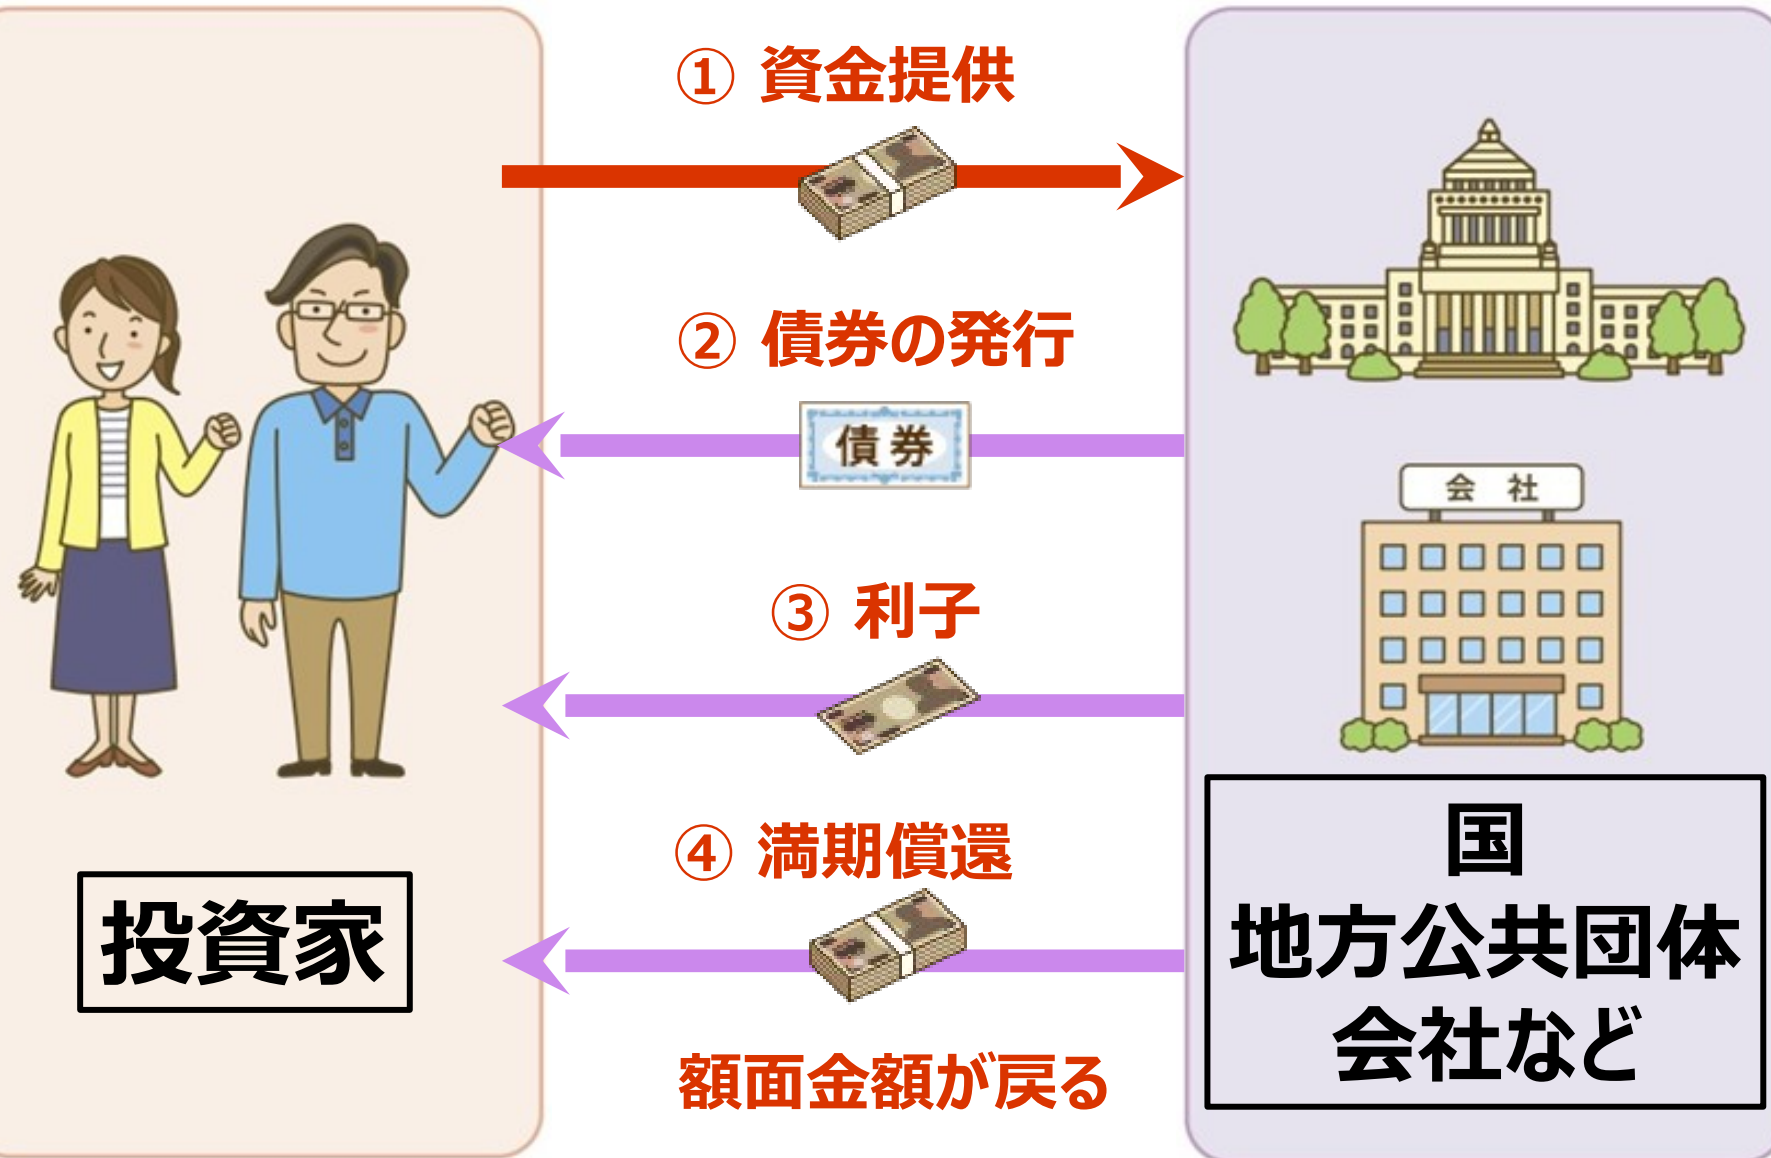 ① 資金提供
② 債券の発行
債券
会社
③ 利子
④ 満期償還
額面金額が戻る
投資家
国
地方公共団体
会社など